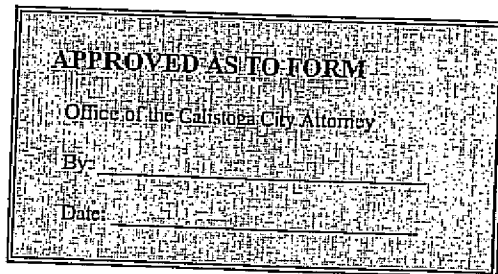 APPROVED AS TO FORM
Office of the Calistoga City Attorney
By:
Date: